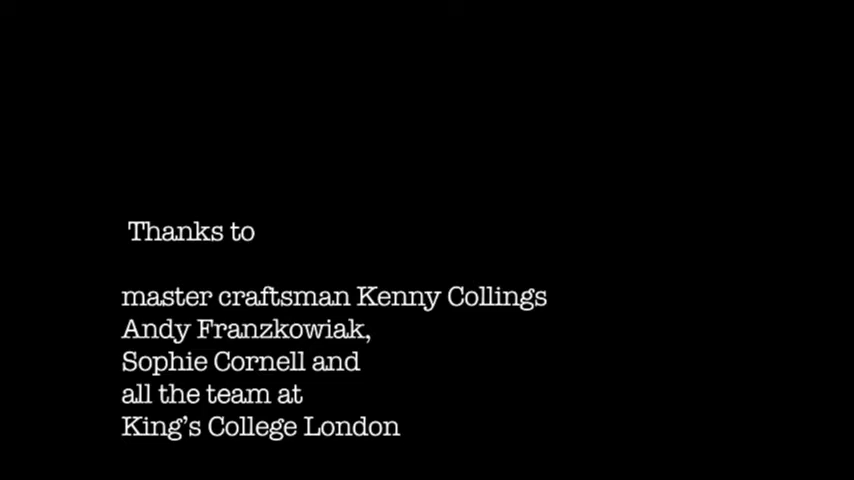 Thanks to
master craftsman Kenny Collings
Andy Franzkowiak,
Sophie Cornell and
all the team at
King's College London